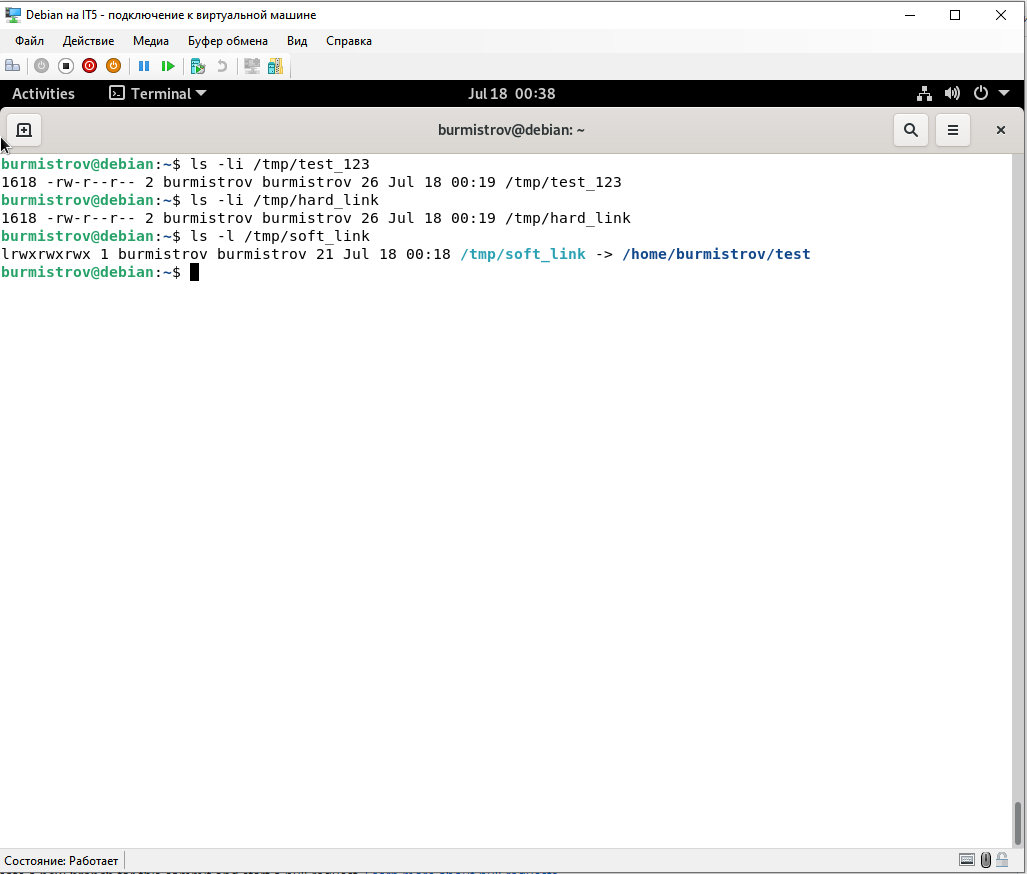 Debian на IT5 - подключение к виртуальной машине
Файл Действие Медиа Буфер обмена Вид Справка
Activities Terminal Jul 18 00:38
burmistrov@debian: ~
burmistrov@debian:~$ ls -li /tmp/test_123
1618 -rw-r--r-- 2 burmistrov burmistrov 26 Jul 18 00:19 /tmp/test_123
burmistrov@debian:~$ ls -li /tmp/hard_link
1618 -rw-r--r-- 2 burmistrov burmistrov 26 Jul 18 00:19 /tmp/hard_link
burmistrov@debian:~$ ls -l /tmp/soft_link
lrwxrwxrwx 1 burmistrov burmistrov 21 Jul 18 00:18 /tmp/soft_link -> /home/burmistrov/test
burmistrov@debian:~$
Состояние: Работает